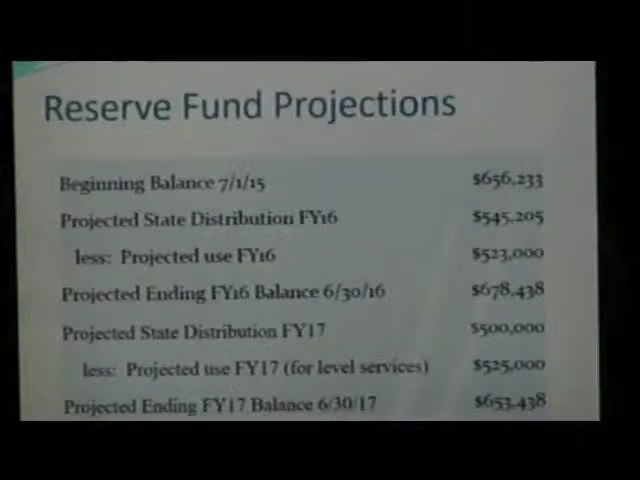 Reserve Fund Projections
Beginning Balance 7/1/15 $656,233
Projected State Distribution FY16 $545,205
less: Projected use FY16 $523,000
Projected Ending FY16 Balance 6/30/16 $678,438
Projected State Distribution FY17 $500,000
less: Projected use FY17 (for level services) $525,000
Projected Ending FY17 Balance 6/30/17 $653,438